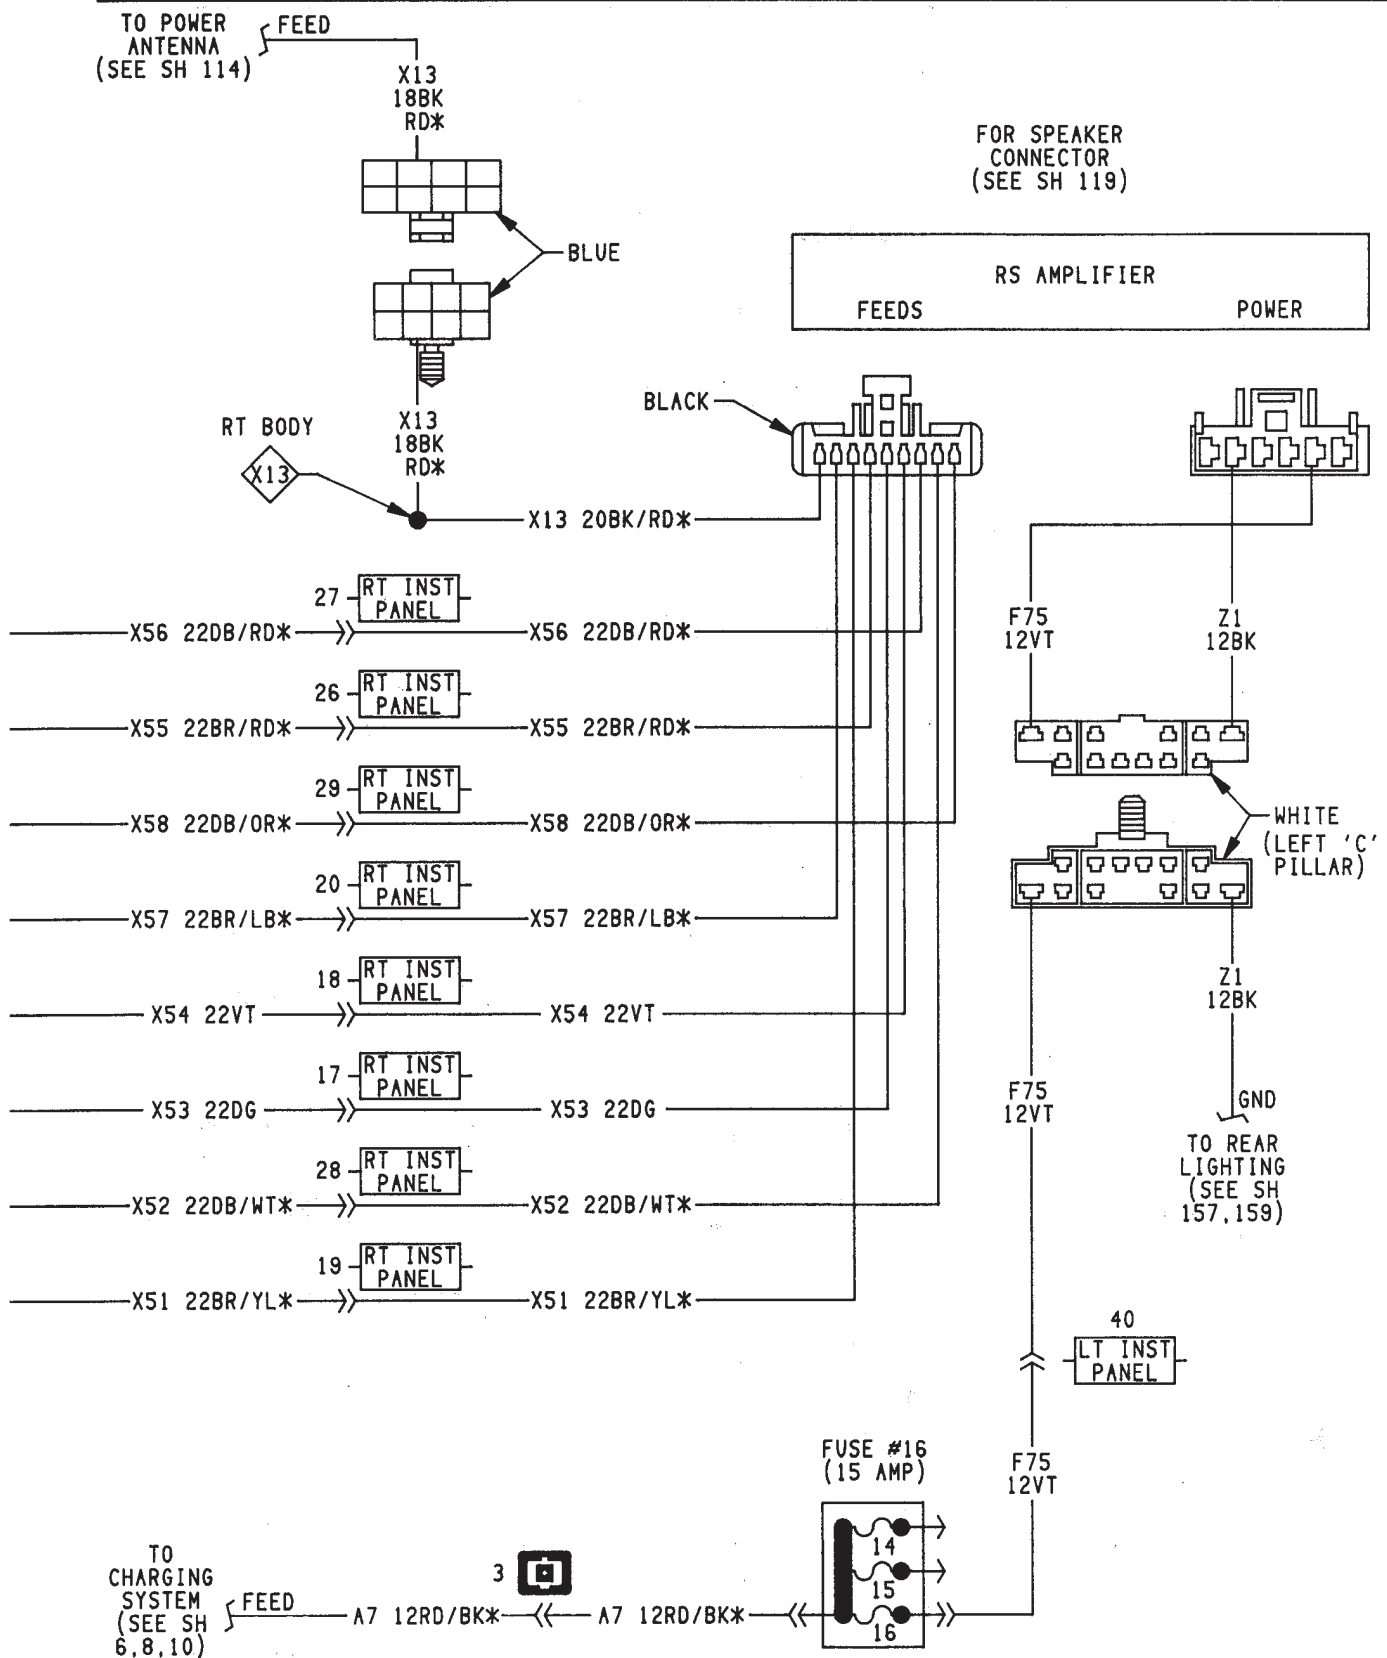 TO POWER
ANTENNA
(SEE SH 114)
FEED
X13
18BK
RD*
FOR SPEAKER
CONNECTOR
(SEE SH 119)
BLUE
RS AMPLIFIER
FEEDS
POWER
BLACK
RT BODY
X13
X13
18BK
RD*
X13 20BK/RD*
27
RT INST
PANEL
X56 22DB/RD*
X56 22DB/RD*
F75
12VT
Z1
12BK
26
RT INST
PANEL
X55 22BR/RD*
X55 22BR/RD*
29
RT INST
PANEL
X58 22DB/OR*
X58 22DB/OR*
WHITE
(LEFT 'C'
PILLAR)
20
RT INST
PANEL
X57 22BR/LB*
X57 22BR/LB*
18
RT INST
PANEL
X54 22VT
X54 22VT
Z1
12BK
17
RT INST
PANEL
X53 22DG
X53 22DG
F75
12VT
GND
TO REAR
LIGHTING
(SEE SH
157,159)
28
RT INST
PANEL
X52 22DB/WT*
X52 22DB/WT*
19
RT INST
PANEL
X51 22BR/YL*
X51 22BR/YL*
40
LT INST
PANEL
FUSE #16
(15 AMP)
F75
12VT
14
15
16
TO
CHARGING
SYSTEM
(SEE SH
6,8,10)
FEED
A7 12RD/BK*
3
A7 12RD/BK*